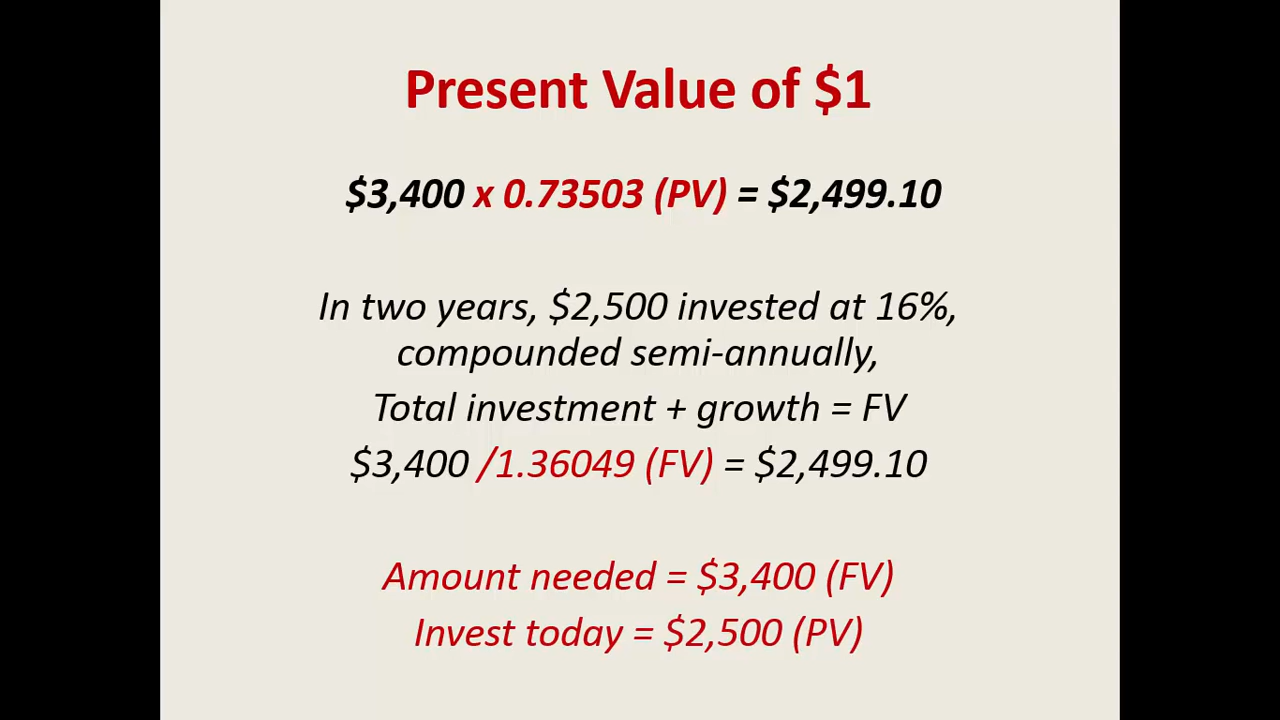 Present Value of $1
$3,400 x 0.73503 (PV) = $2,499.10
In two years, $2,500 invested at 16%,
compounded semi-annually,
Total investment + growth = FV
$3,400 /1.36049 (FV) = $2,499.10
Amount needed = $3,400 (FV)
Invest today = $2,500 (PV)